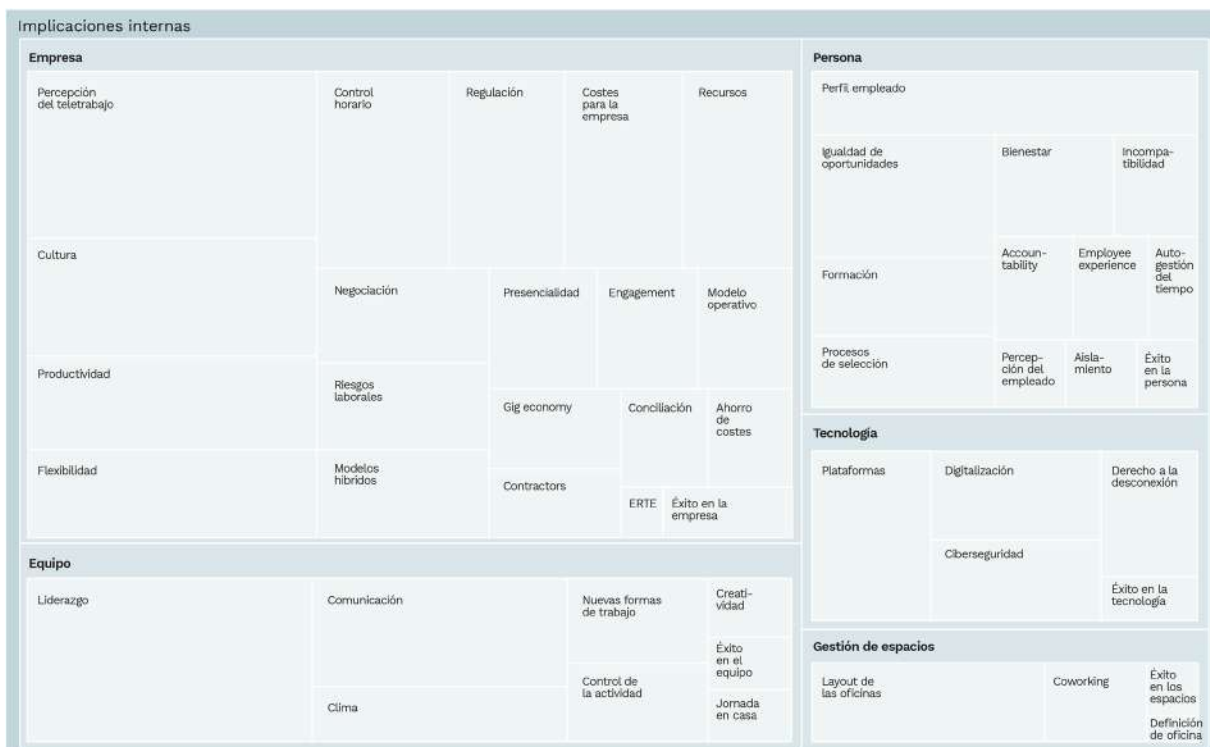 Implicaciones internas
Empresa
Percepción
del teletrabajo
Control
horario
Regulación
Costes
para la
empresa
Recursos
Cultura
Negociación
Presencialidad
Engagement
Modelo
operativo
Productividad
Riesgos
laborales
Gig economy
Conciliación
Ahorro
de
costes
Flexibilidad
Modelos
híbridos
Contractors
ERTE
Éxito en la
empresa
Equipo
Liderazgo
Comunicación
Nuevas formas
de trabajo
Creati-
vidad
Éxito
en el
equipo
Clima
Control de
la actividad
Jornada
en casa
Persona
Perfil empleado
Igualdad de
oportunidades
Bienestar
Incompa-
tibilidad
Formación
Accoun-
tability
Employee
experience
Auto-
gestión
del
tiempo
Procesos
de selección
Percep-
ción del
empleado
Aisla-
miento
Éxito
en la
persona
Tecnología
Plataformas
Digitalización
Derecho a la
desconexión
Ciberseguridad
Éxito en la
tecnología
Gestión de espacios
Layout de
las oficinas
Coworking
Éxito
en los
espacios
Definición
de oficina